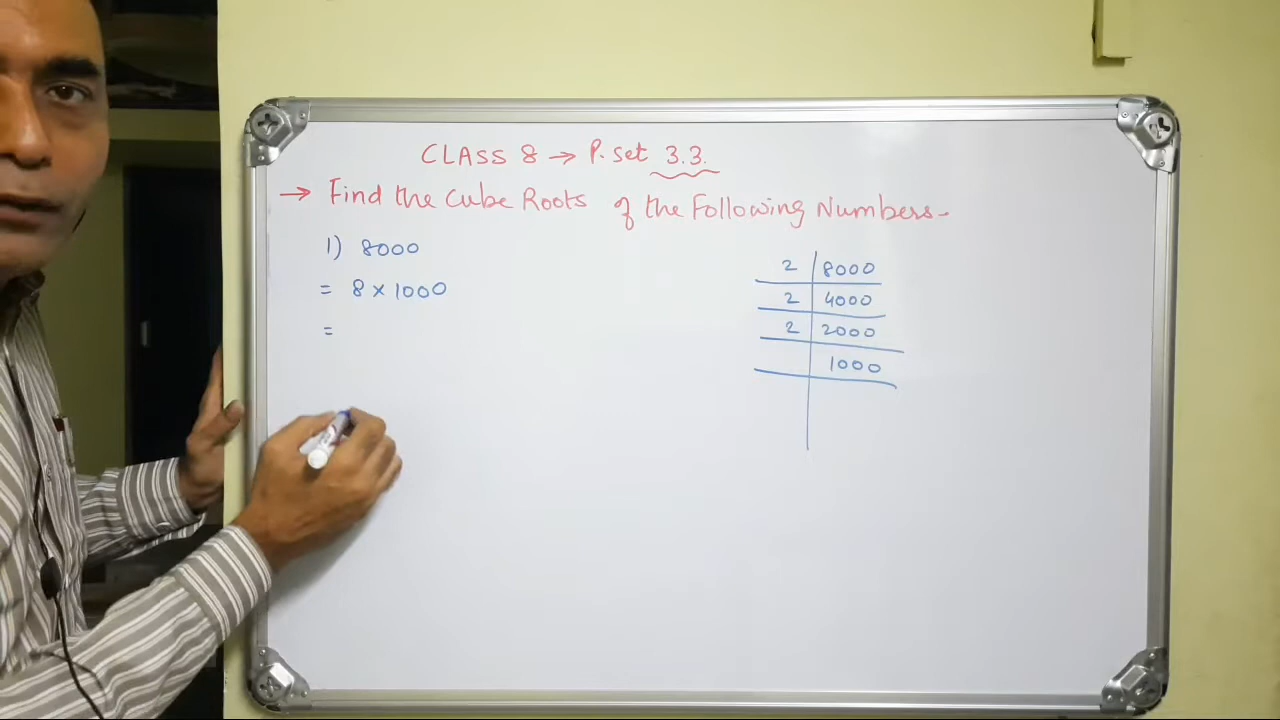 CLASS 8 → P. Set 3.3.
→ Find the Cube Roots of the Following Numbers.
1) 8000
= 8 × 1000
=
2 | 8000
2 | 4000
2 | 2000
| 1000